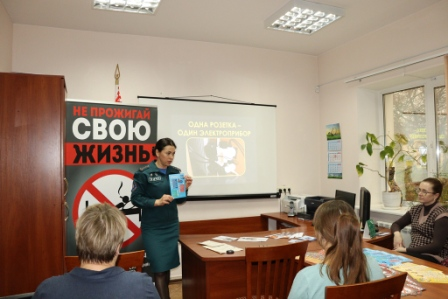 НЕ ПРОЖИГАЙ
СВОЮ
ЖИЗНЬ!
ОДНА РОЗЕТКА -
ОДИН ЭЛЕКТРОПРИБОР